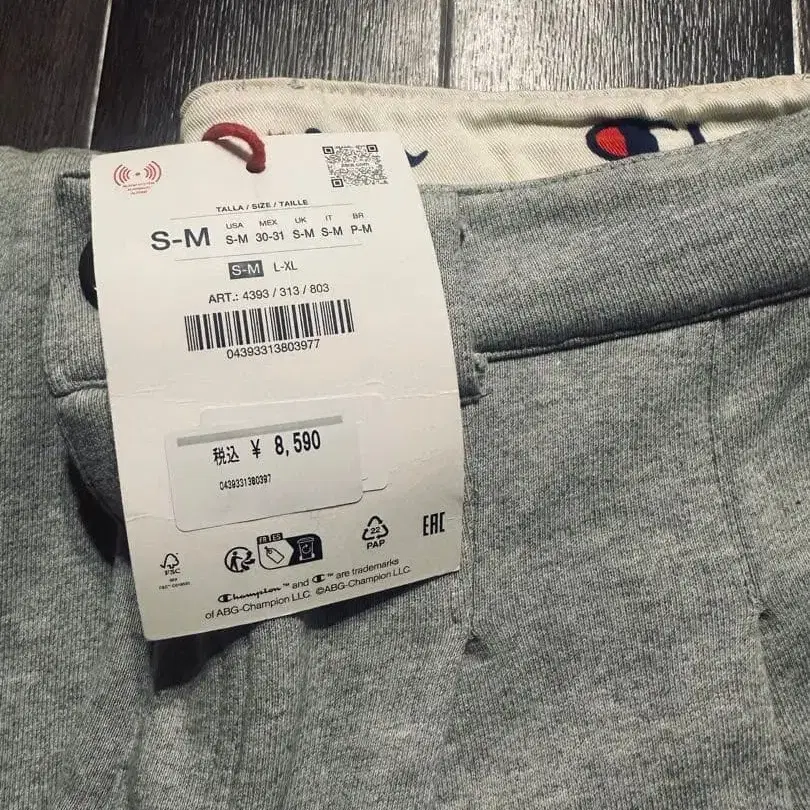 TALLA / SIZE / TAILLE
S-M
USA MEX UK IT BR
S-M 30-31 S-M S-M P-M
S-M L-XL
ART.: 4393 / 313 / 803
04393313803977
税込 ¥ 8,590
0439331380397
FR ES
FSC
22
PAP
EAC
Champion™ and C™ are trademarks
of ABG-Champion LLC. ©ABG-Champion LLC